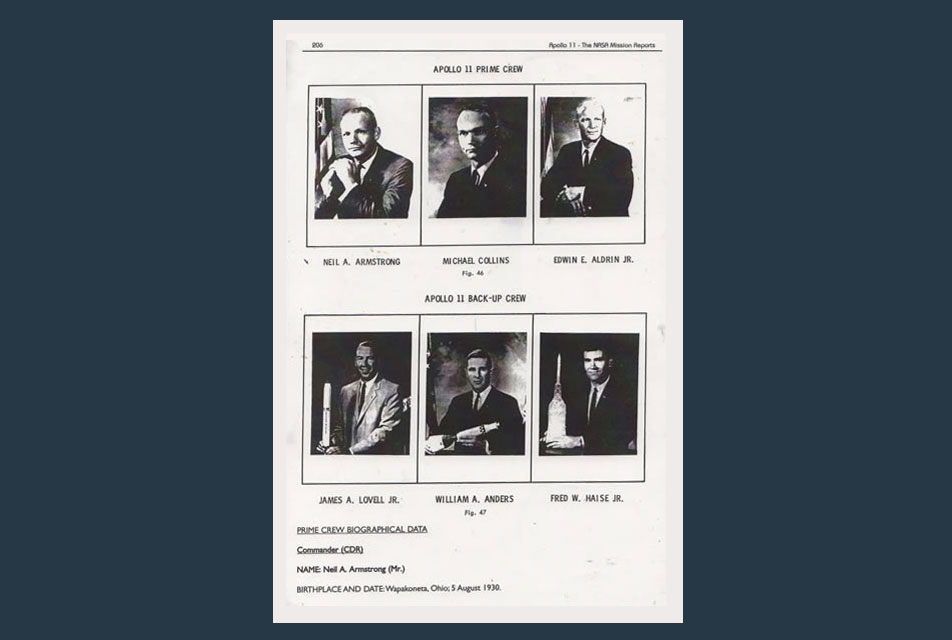 206
Apollo 11 - The NASA Mission Reports
APOLLO 11 PRIME CREW
NEIL A. ARMSTRONG
MICHAEL COLLINS
EDWIN E. ALDRIN JR.
Fig. 46
APOLLO 11 BACK-UP CREW
JAMES A. LOVELL JR.
WILLIAM A. ANDERS
FRED W. HAISE JR.
Fig. 47
PRIME CREW BIOGRAPHICAL DATA
Commander (CDR)
NAME: Neil A. Armstrong (Mr.)
BIRTHPLACE AND DATE: Wapakoneta, Ohio; 5 August 1930.